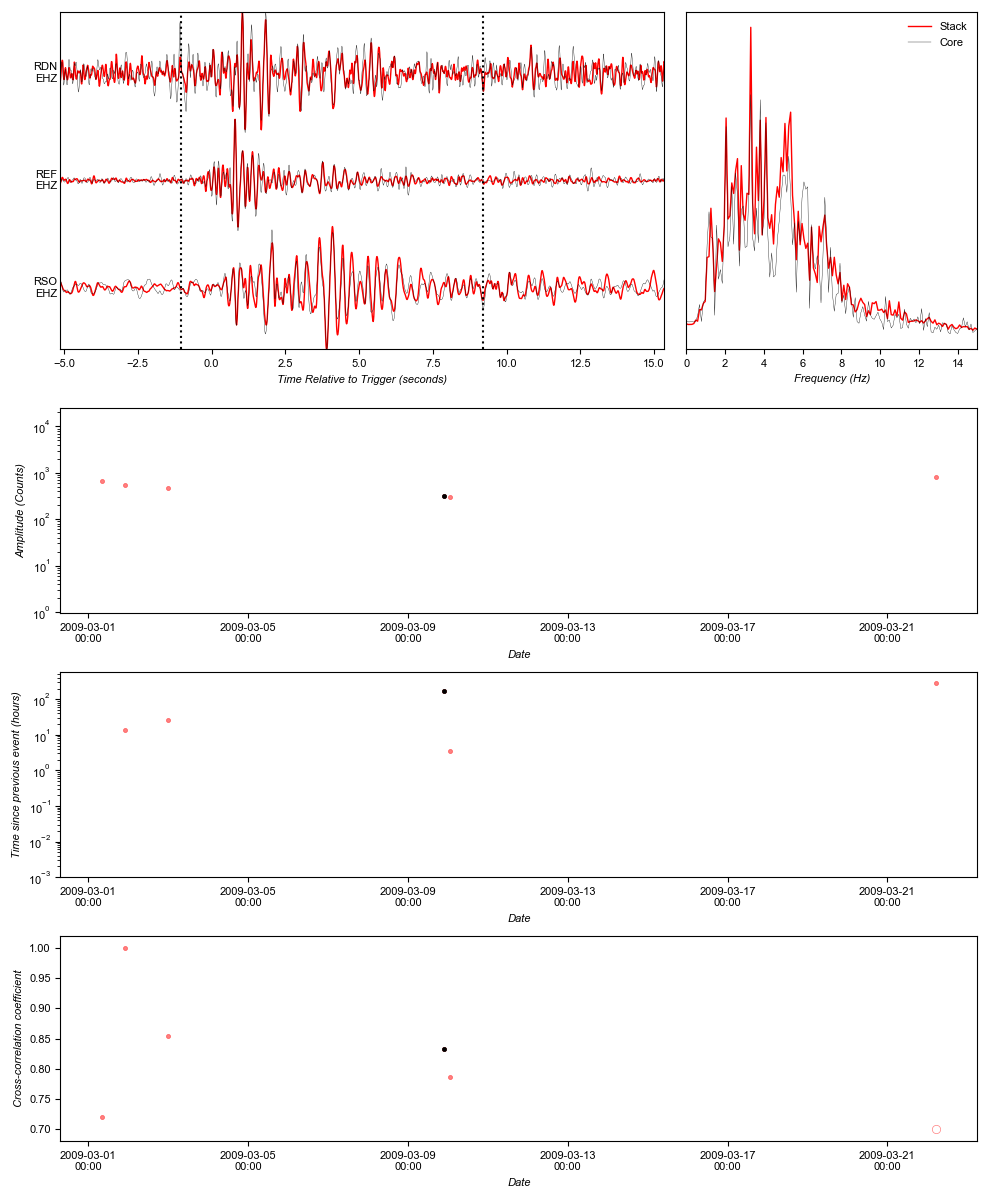 RDN
EHZ
REF
EHZ
RSO
EHZ
−5.0 −2.5 0.0 2.5 5.0 7.5 10.0 12.5 15.0
Time Relative to Trigger (seconds)
Stack
Core
0 2 4 6 8 10 12 14
Frequency (Hz)
10⁴
10³
10²
10¹
10⁰
Amplitude (Counts)
2009-03-01 2009-03-05 2009-03-09 2009-03-13 2009-03-17 2009-03-21
00:00 00:00 00:00 00:00 00:00 00:00
Date
10²
10¹
10⁰
10⁻¹
10⁻²
10⁻³
Time since previous event (hours)
2009-03-01 2009-03-05 2009-03-09 2009-03-13 2009-03-17 2009-03-21
00:00 00:00 00:00 00:00 00:00 00:00
Date
1.00
0.95
0.90
0.85
0.80
0.75
0.70
Cross-correlation coefficient
2009-03-01 2009-03-05 2009-03-09 2009-03-13 2009-03-17 2009-03-21
00:00 00:00 00:00 00:00 00:00 00:00
Date